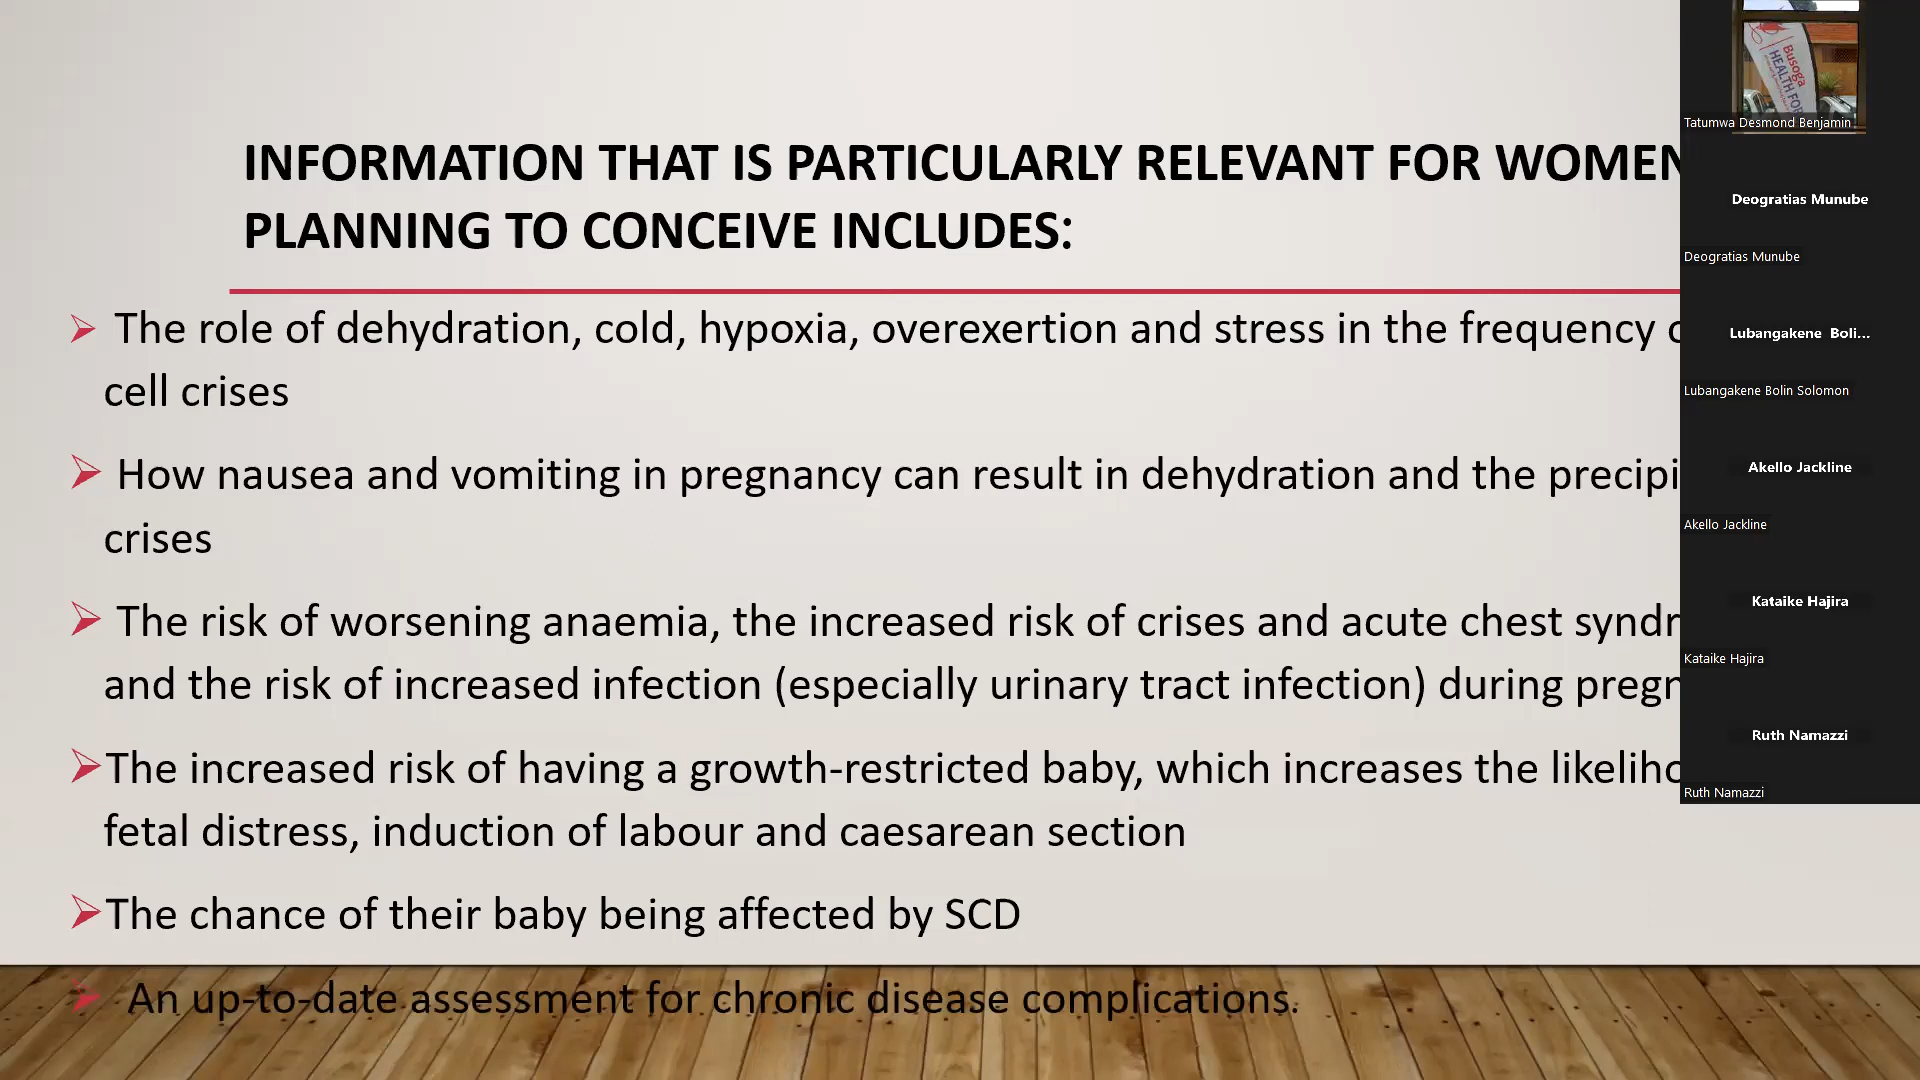 INFORMATION THAT IS PARTICULARLY RELEVANT FOR WOMEN
PLANNING TO CONCEIVE INCLUDES:
The role of dehydration, cold, hypoxia, overexertion and stress in the frequency
cell crises
How nausea and vomiting in pregnancy can result in dehydration and the
crises
The risk of worsening anaemia, the increased risk of crises and acute chest
and the risk of increased infection (especially urinary tract infection) during
The increased risk of having a growth-restricted baby, which increases the
fetal distress, induction of labour and caesarean section
The chance of their baby being affected by SCD
An up-to-date assessment for chronic disease complications.
Busoga
HEALTH
Tatumwa Desmond Benjamin
Deogratias Munube
Deogratias Munube
Lubangakene Boli...
Lubangakene Bolin Solomon
Akello Jackline
Akello Jackline
Kataike Hajira
Kataike Hajira
Ruth Namazzi
Ruth Namazzi